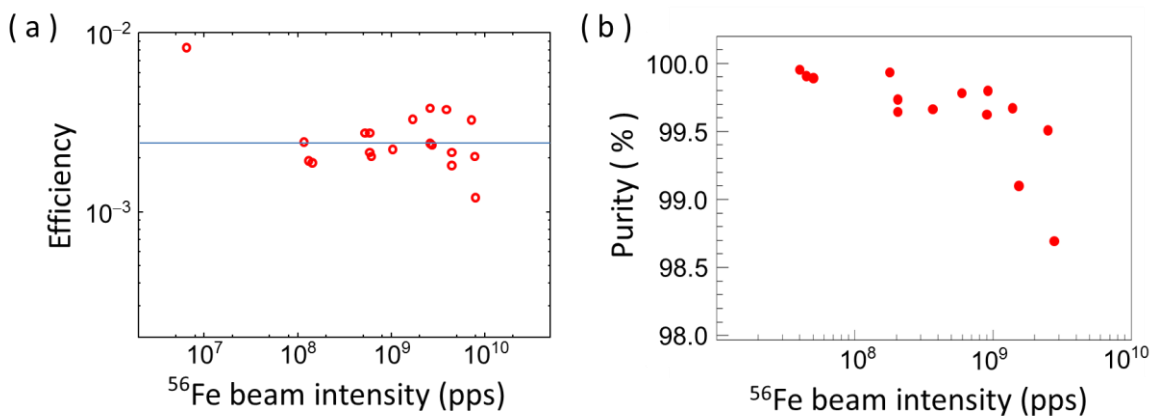 ( a )
10⁻²
10⁻³
Efficiency
10⁷ 10⁸ 10⁹ 10¹⁰
⁵⁶Fe beam intensity (pps)
( b )
100.0
99.5
99.0
98.5
98.0
Purity ( % )
10⁸ 10⁹ 10¹⁰
⁵⁶Fe beam intensity (pps)